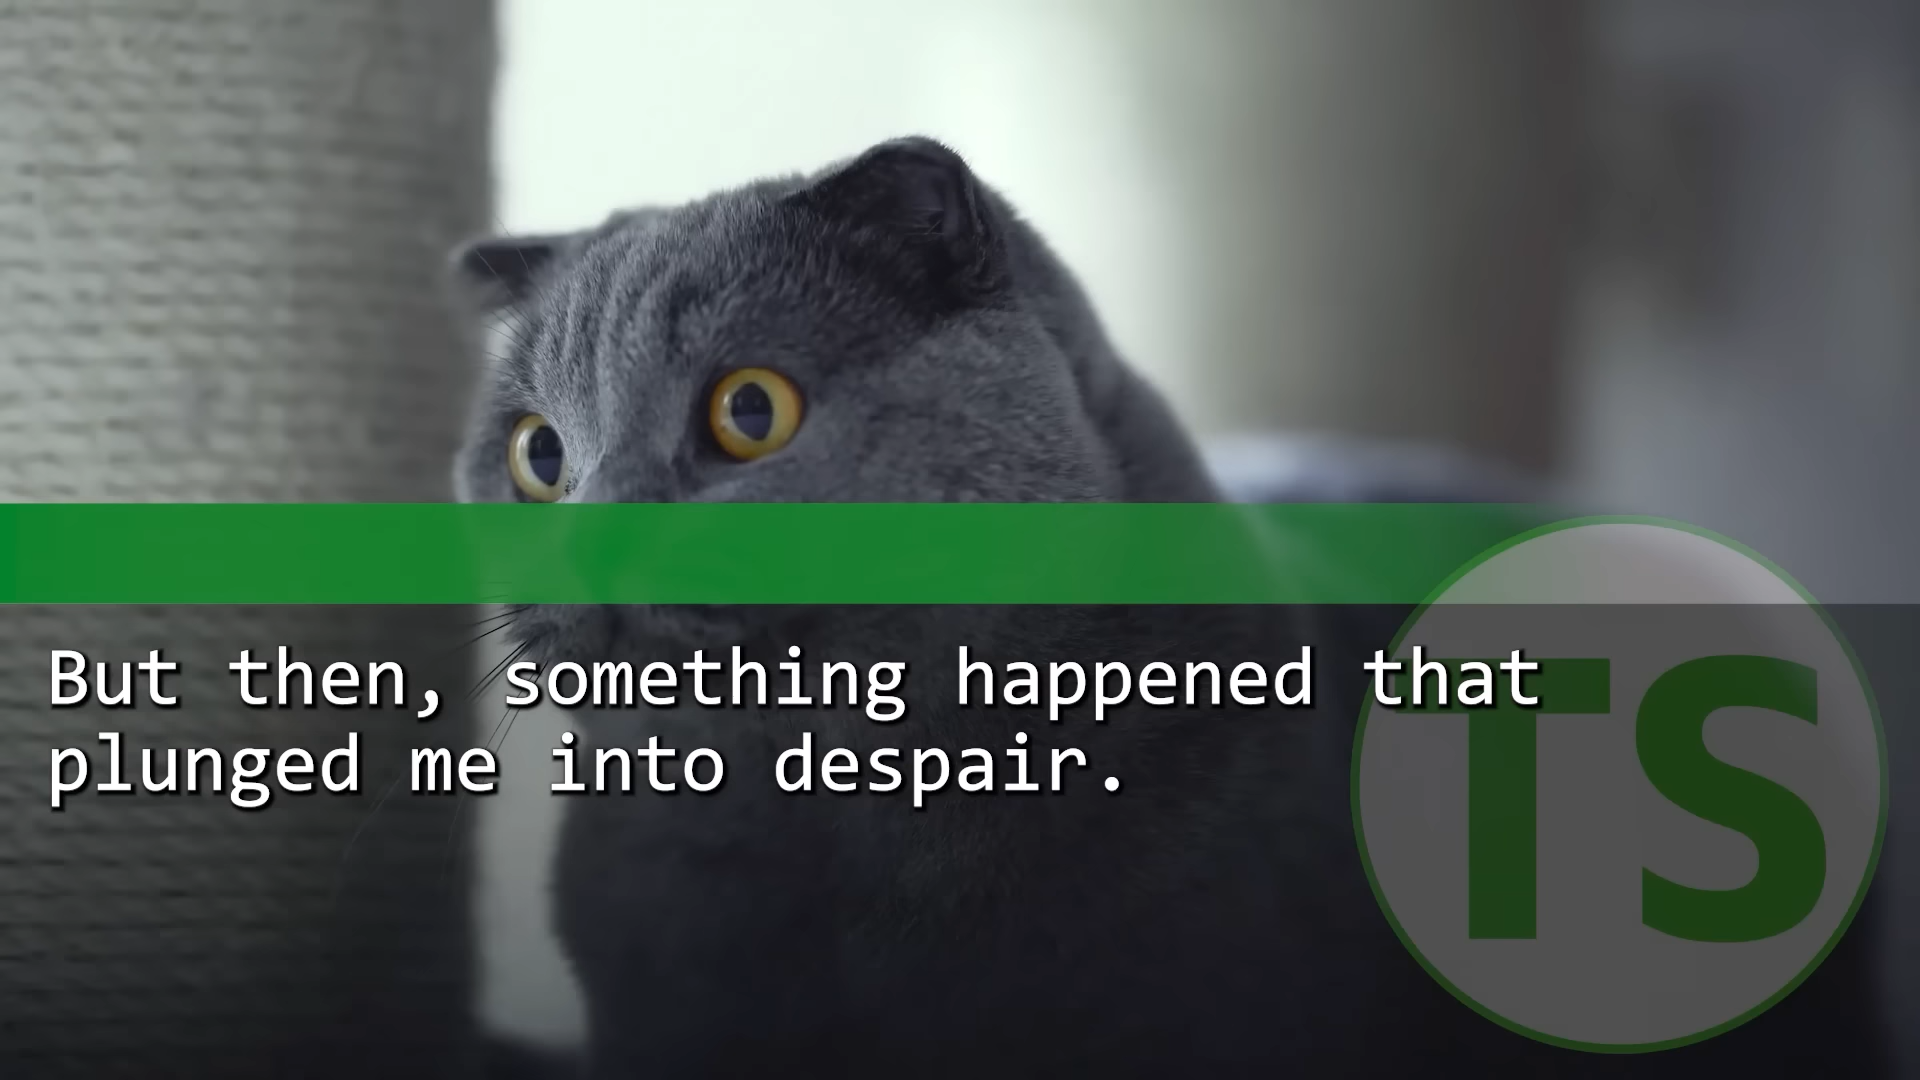 But then, something happened that
plunged me into despair.
TS